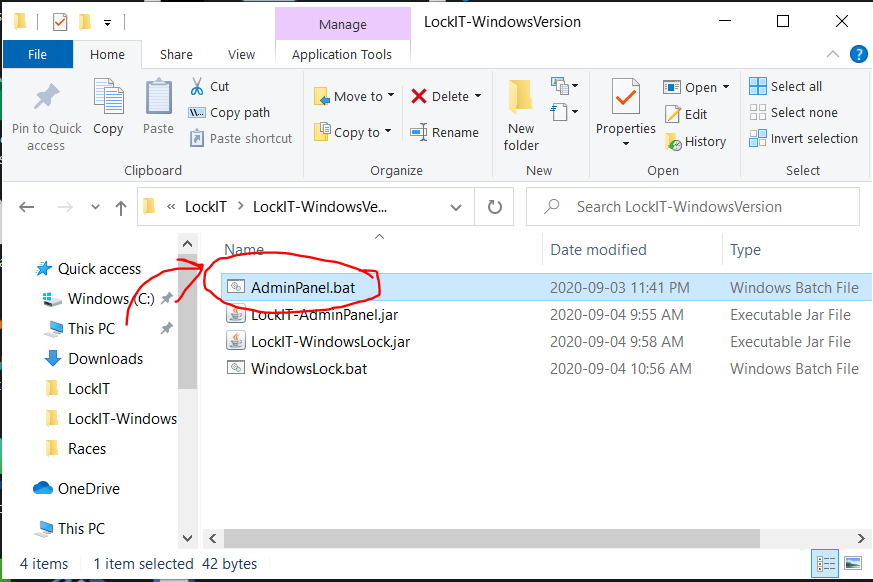 Manage
LockIT-WindowsVersion
File
Home
Share
View
Application Tools
Pin to Quick access
Copy
Paste
Cut
Copy path
Paste shortcut
Clipboard
Move to
Copy to
Delete
Rename
Organize
New folder
New
Properties
Open
Edit
History
Open
Select all
Select none
Invert selection
Select
« LockIT > LockIT-WindowsVe...
Search LockIT-WindowsVersion
Name Date modified Type
AdminPanel.bat 2020-09-03 11:41 PM Windows Batch File
LockIT-AdminPanel.jar 2020-09-04 9:55 AM Executable Jar File
LockIT-WindowsLock.jar 2020-09-04 9:58 AM Executable Jar File
WindowsLock.bat 2020-09-04 10:56 AM Windows Batch File
Quick access
Windows (C:)
This PC
Downloads
LockIT
LockIT-Windows
Races
OneDrive
This PC
4 items 1 item selected 42 bytes